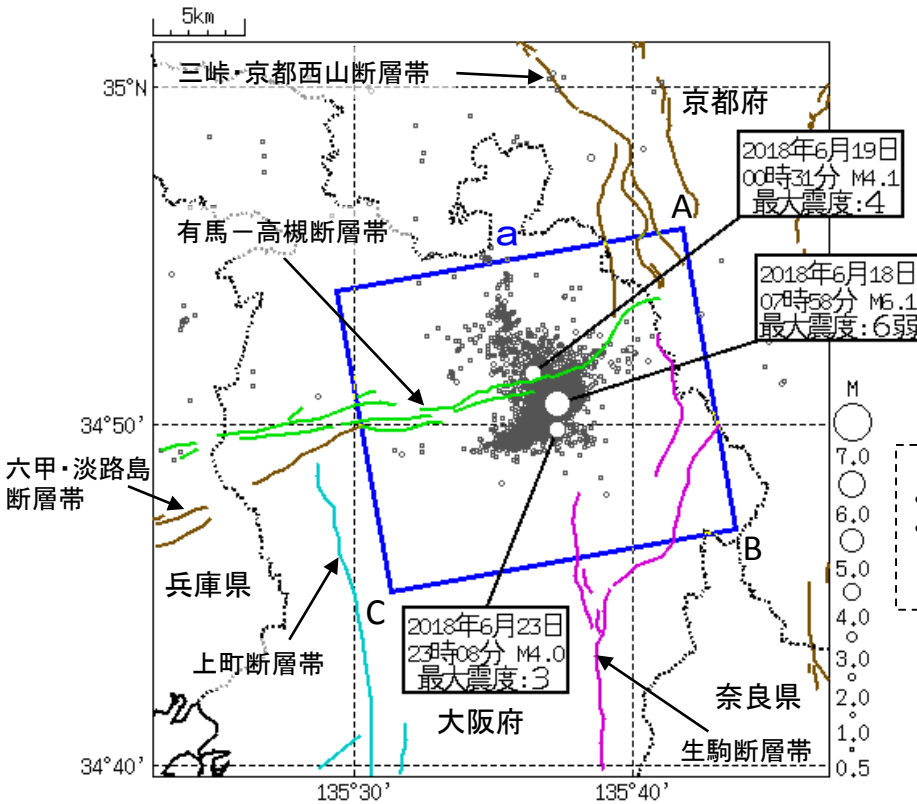 5km
三峠・京都西山断層帯
35°N
京都府
2018年6月19日
00時31分 M4.1
最大震度:4
A
有馬－高槻断層帯
a
2018年6月18日
07時58分 M6.1
最大震度:6弱
M
34°50'
7.0
六甲・淡路島
断層帯
6.0
B
5.0
兵庫県
C
4.0
2018年6月23日
23時08分 M4.0
最大震度:3
上町断層帯
3.0
奈良県
2.0
大阪府
生駒断層帯
1.0
34°40'
0.5
135°30'
135°40'